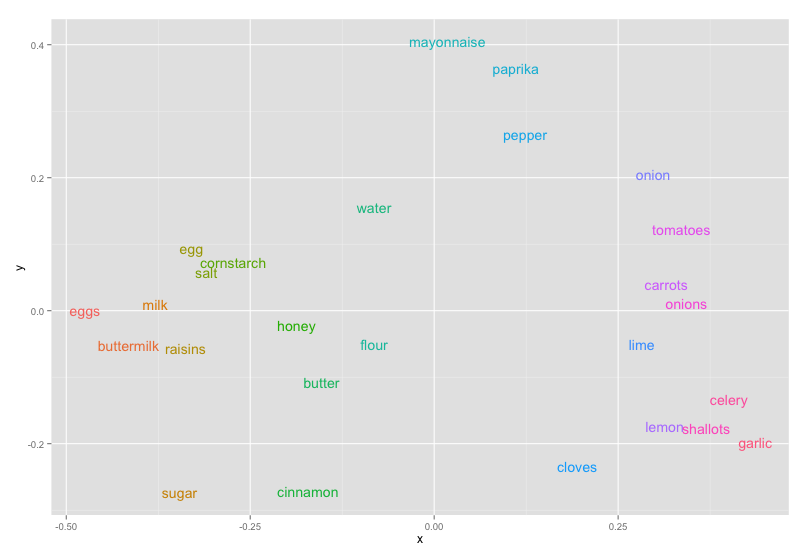 mayonnaise
0.4
paprika
pepper
onion
0.2
water
tomatoes
egg
cornstarch
salt
carrots
milk
onions
eggs
0.0
honey
buttermilk
raisins
flour
lime
butter
celery
lemon
shallots
garlic
-0.2
cloves
sugar
cinnamon
-0.50
-0.25
0.00
0.25
x
y